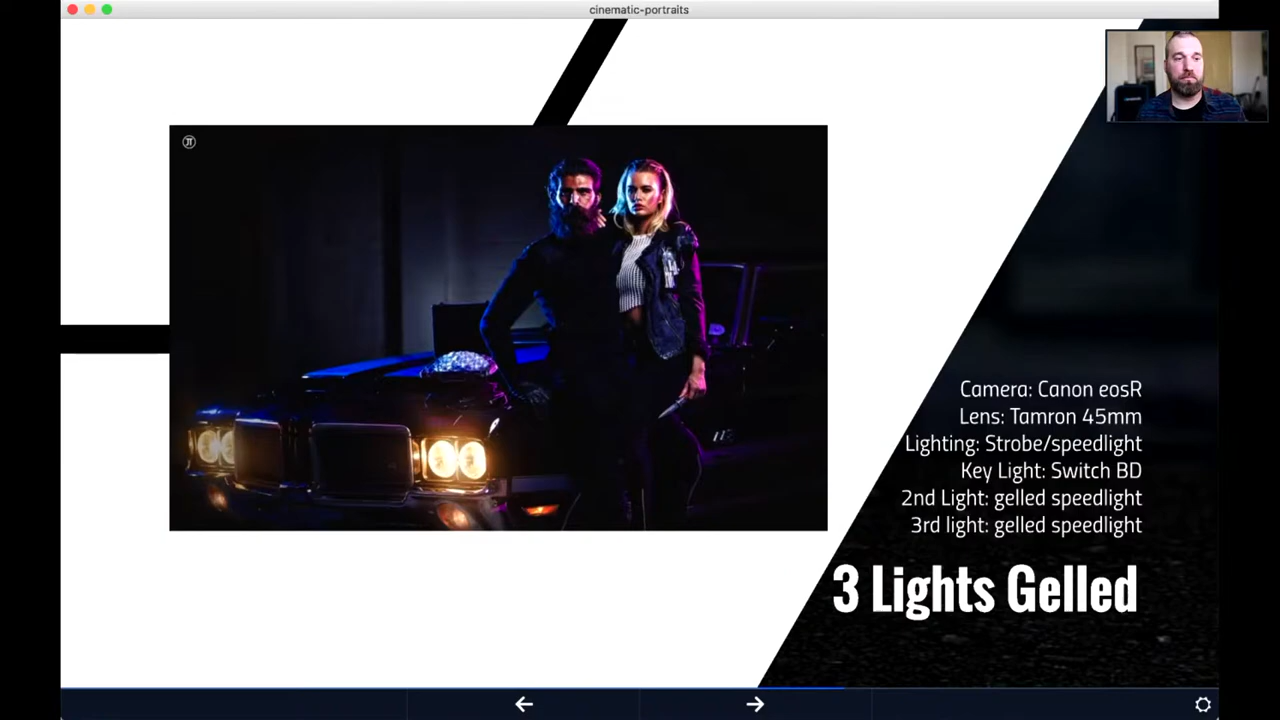 cinematic-portraits
Camera: Canon eosR
Lens: Tamron 45mm
Lighting: Strobe/speedlight
Key Light: Switch BD
2nd Light: gelled speedlight
3rd light: gelled speedlight
3 Lights Gelled